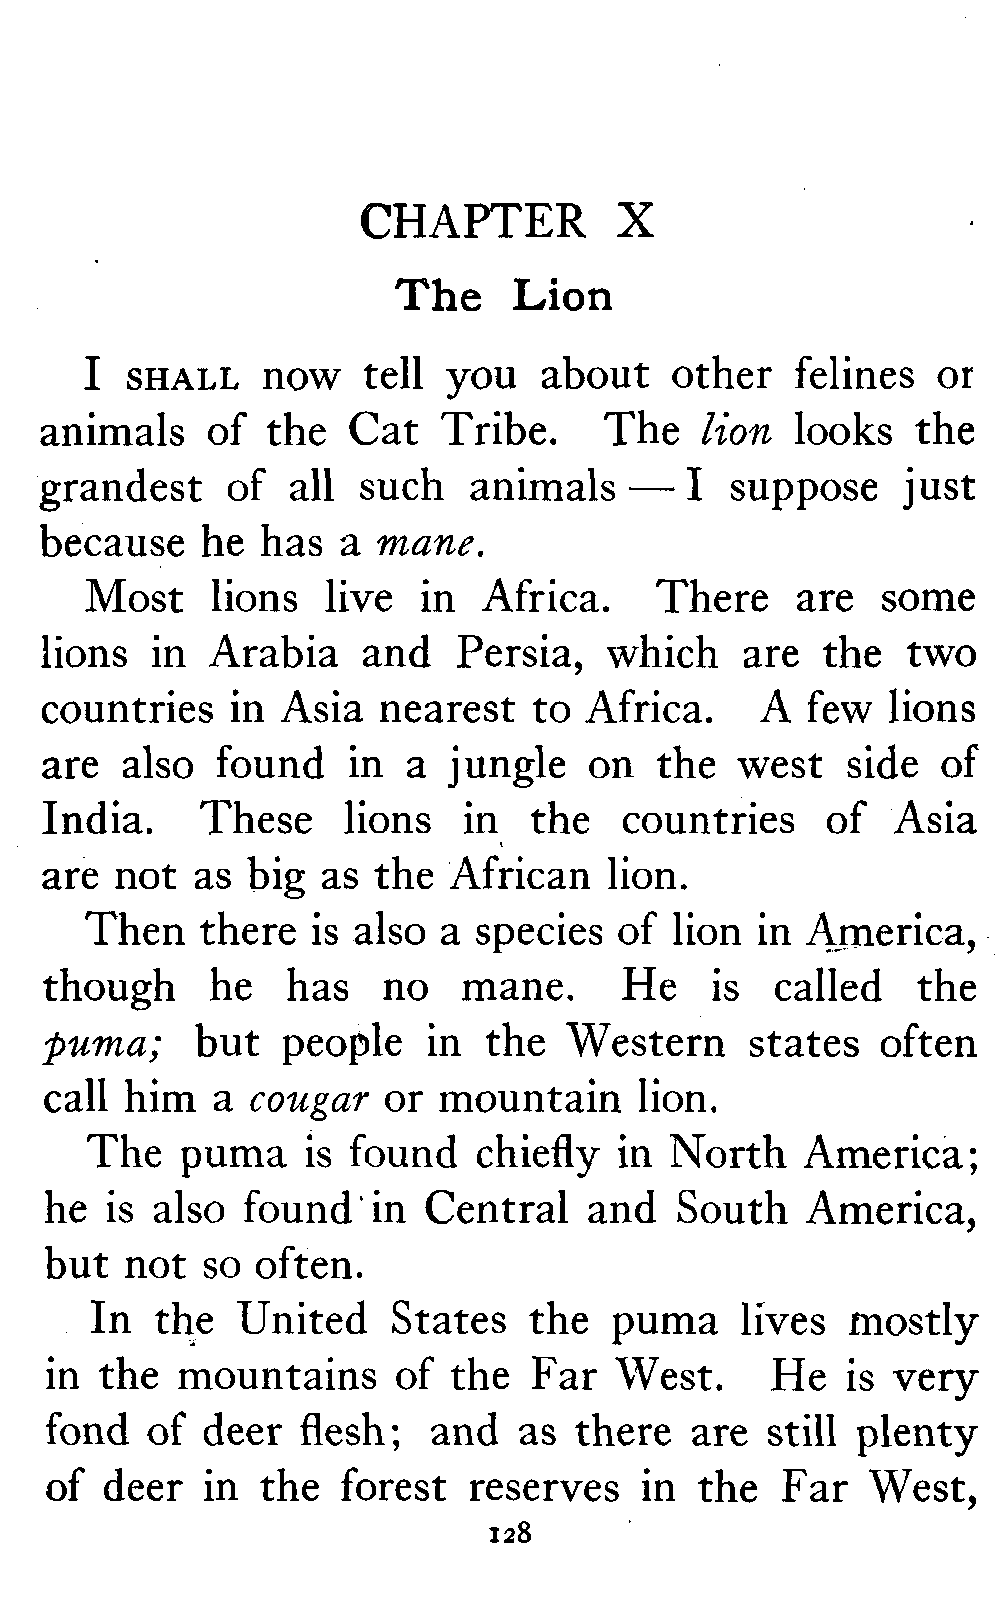 CHAPTER X
The Lion
I SHALL now tell you about other felines or
animals of the Cat Tribe. The lion looks the
grandest of all such animals — I suppose just
because he has a mane.
Most lions live in Africa. There are some
lions in Arabia and Persia, which are the two
countries in Asia nearest to Africa. A few lions
are also found in a jungle on the west side of
India. These lions in the countries of Asia
are not as big as the African lion.
Then there is also a species of lion in America,
though he has no mane. He is called the
puma; but people in the Western states often
call him a cougar or mountain lion.
The puma is found chiefly in North America;
he is also found in Central and South America,
but not so often.
In the United States the puma lives mostly
in the mountains of the Far West. He is very
fond of deer flesh; and as there are still plenty
of deer in the forest reserves in the Far West,
128